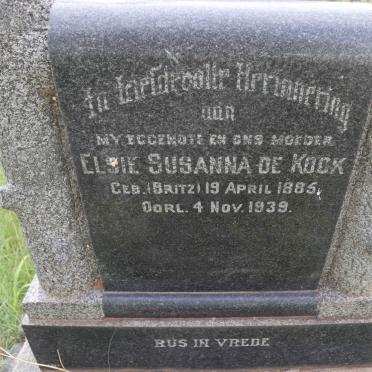 In Liefdevolle Herinnering
aan
MY EGGENOTE EN ONS MOEDER
ELSIE SUSANNA DE KOCK
GEB. (BRITZ) 19 APRIL 1885,
OORL. 4 NOV. 1939.
RUS IN VREDE